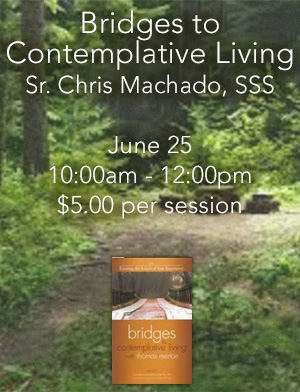 Bridges to
Contemplative Living
Sr. Chris Machado, SSS
June 25
10:00am - 12:00pm
$5.00 per session
bridges
contemplative living
thomas merton